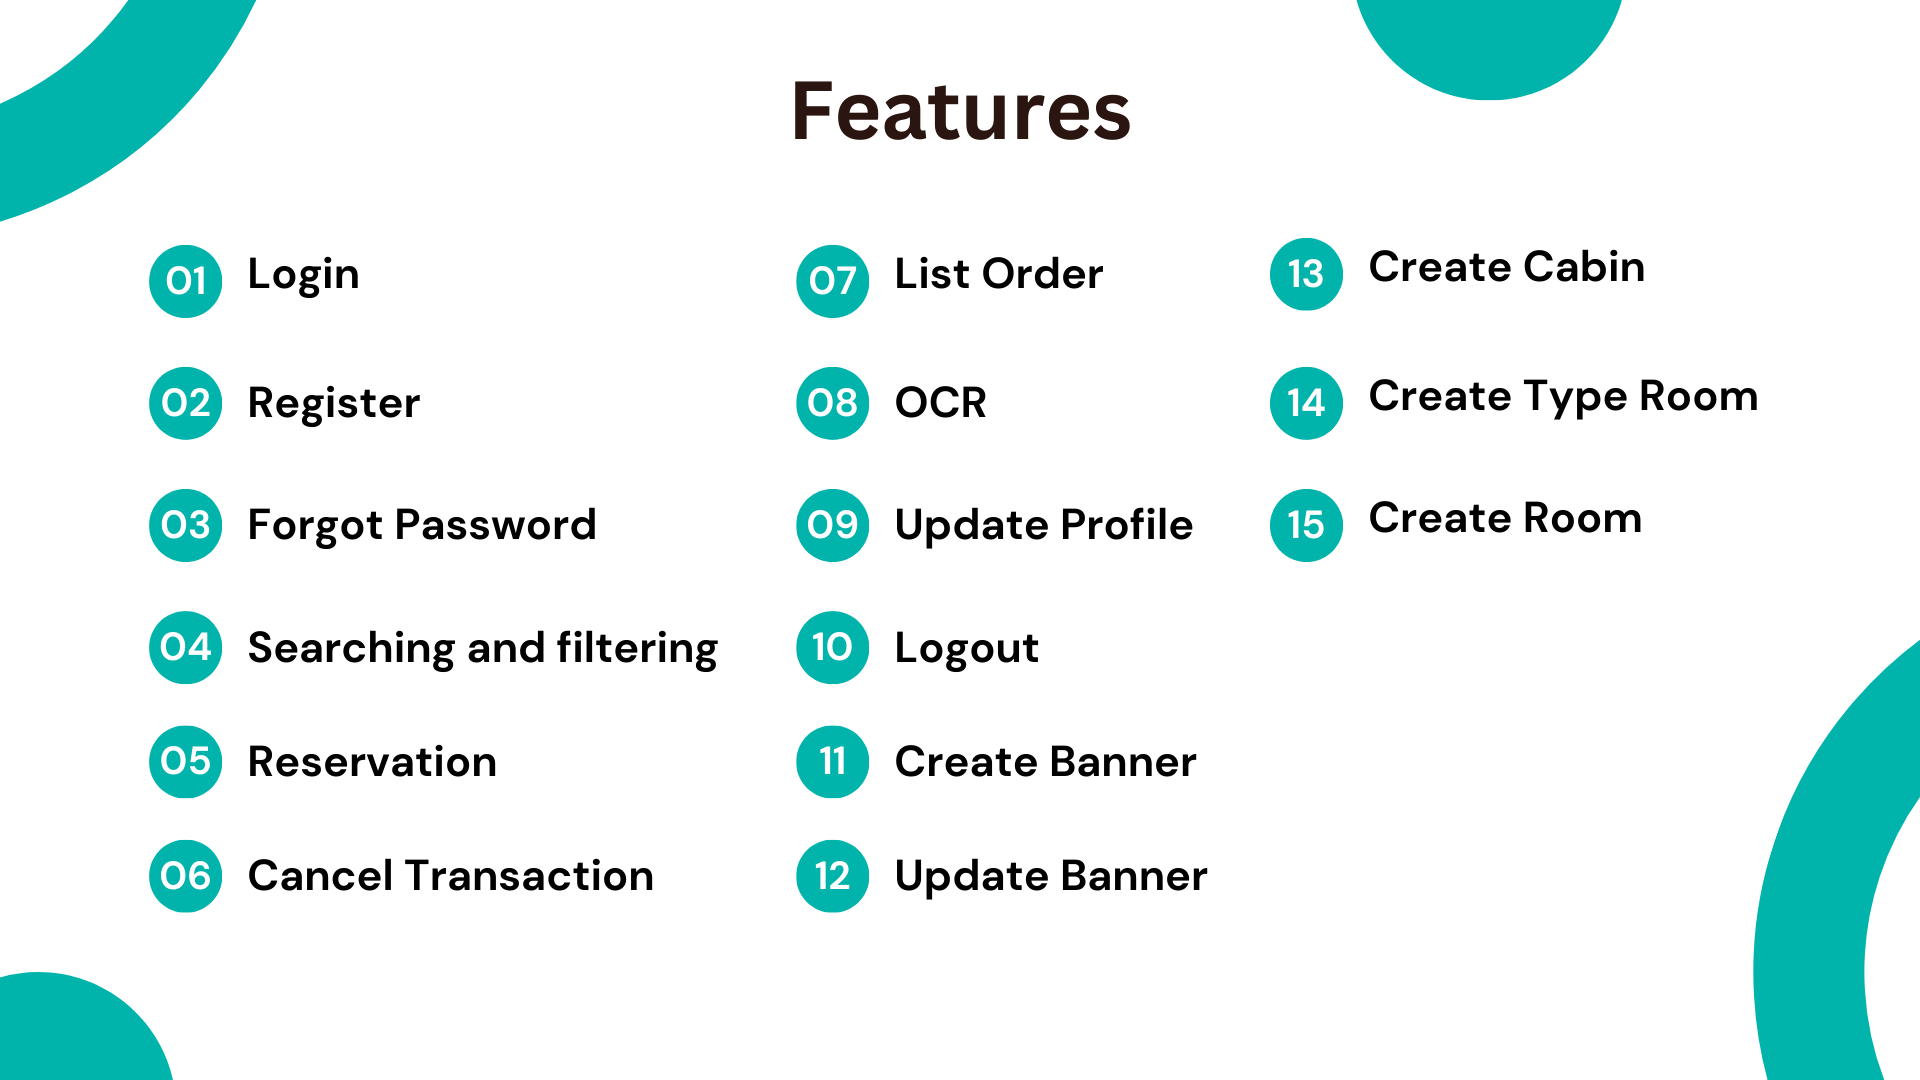 Features
01 Login
02 Register
03 Forgot Password
04 Searching and filtering
05 Reservation
06 Cancel Transaction
07 List Order
08 OCR
09 Update Profile
10 Logout
11 Create Banner
12 Update Banner
13 Create Cabin
14 Create Type Room
15 Create Room